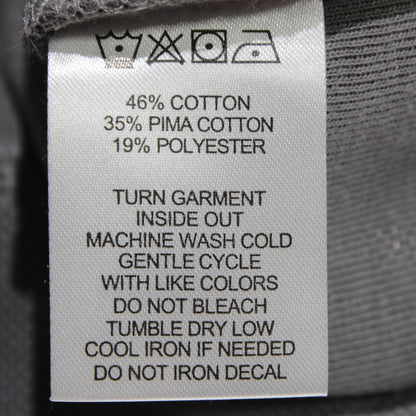 46% COTTON
35% PIMA COTTON
19% POLYESTER
TURN GARMENT
INSIDE OUT
MACHINE WASH COLD
GENTLE CYCLE
WITH LIKE COLORS
DO NOT BLEACH
TUMBLE DRY LOW
COOL IRON IF NEEDED
DO NOT IRON DECAL